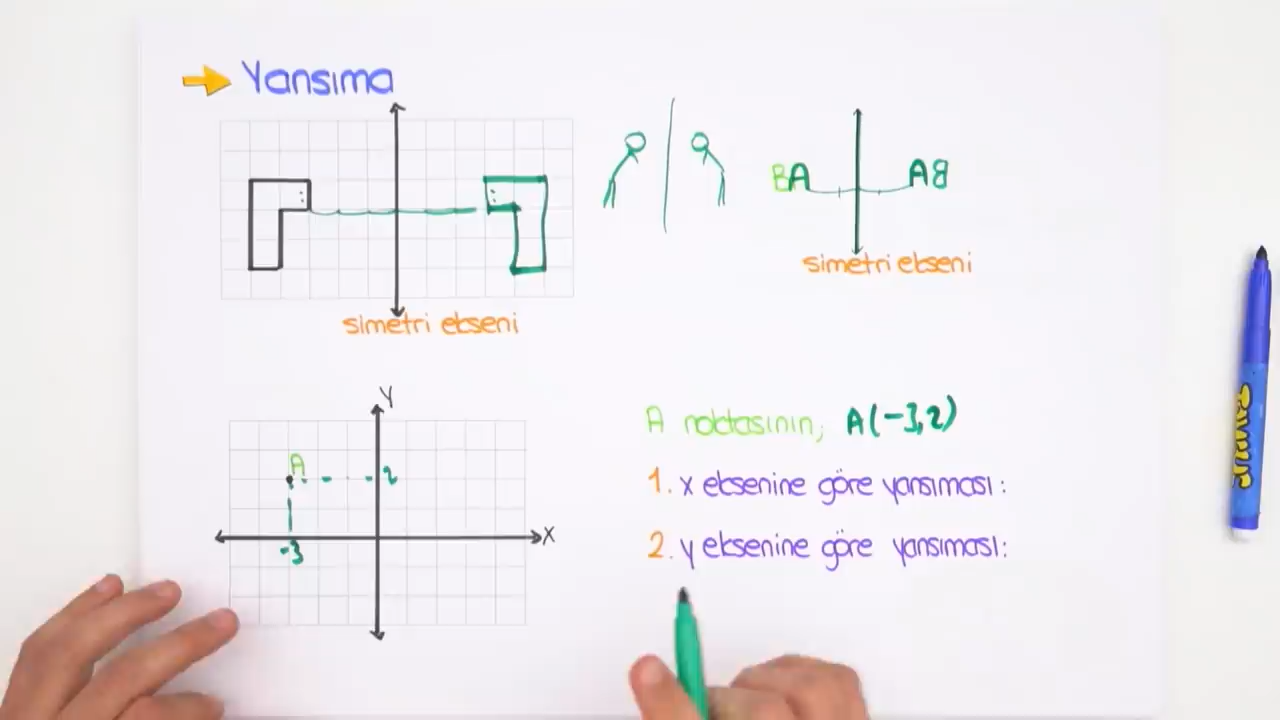 Yansıma
BA
AB
simetri ekseni
simetri ekseni
Y
A
2
X
-3
A noktasının, A(-3,2)
1. x eksenine göre yansıması:
2. y eksenine göre yansıması: